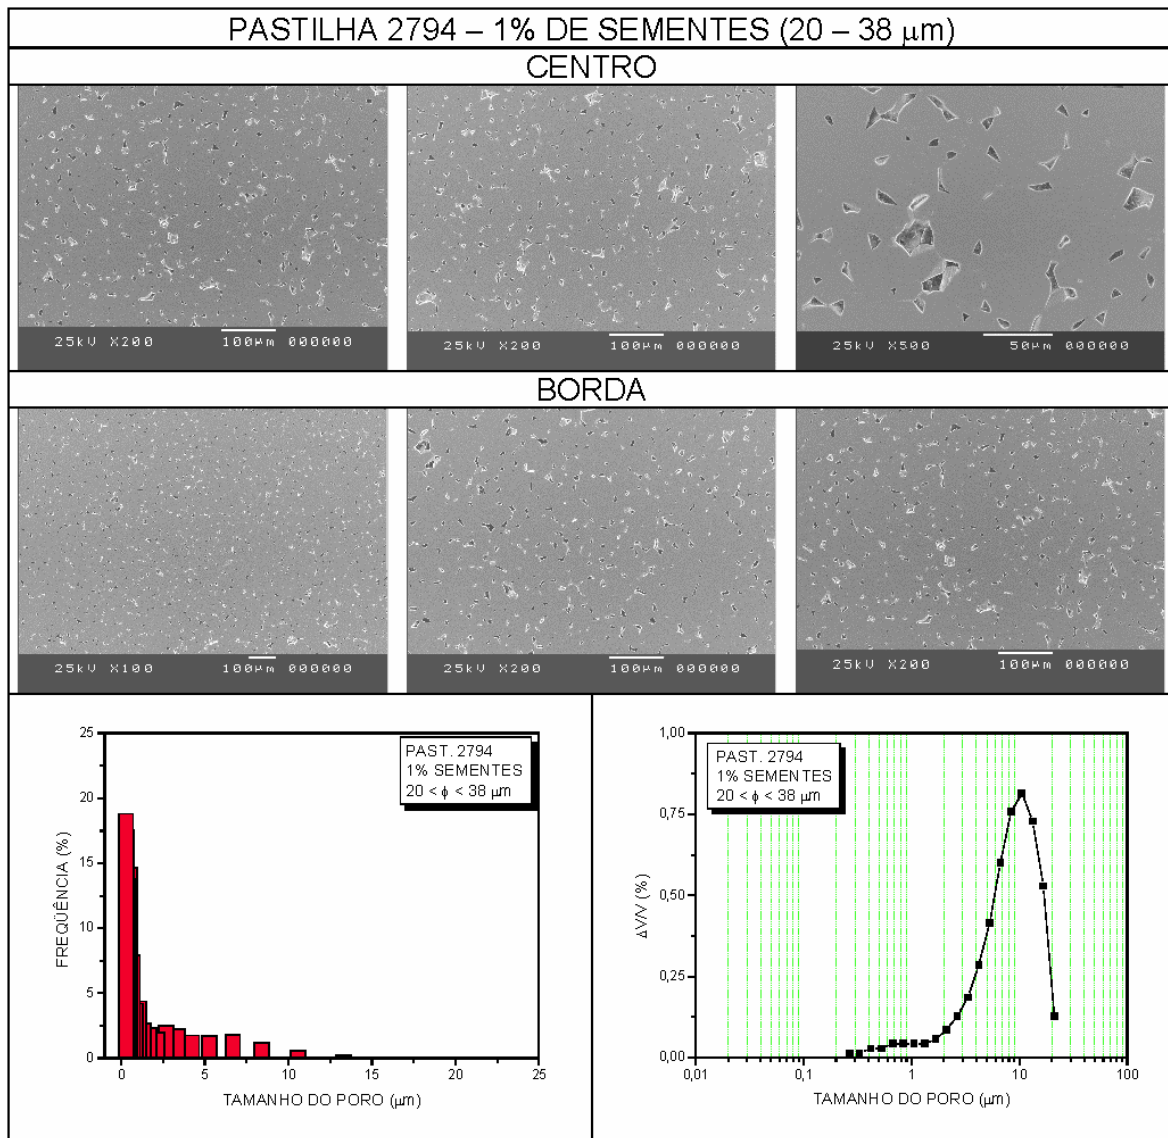 PASTILHA 2794 – 1% DE SEMENTES (20 – 38 μm)
CENTRO
25kV X200 100μm 000000
25kV X200 100μm 000000
25kV X500 50μm 000000
BORDA
25kV X100 100μm 000000
25kV X200 100μm 000000
25kV X200 100μm 000000
25
20
15
10
5
0
FREQÜÊNCIA (%)
PAST. 2794
1% SEMENTES
20 < ϕ < 38 μm
0 5 10 15 20 25
TAMANHO DO PORO (μm)
1,00
0,75
0,50
0,25
0,00
ΔV/V (%)
PAST. 2794
1% SEMENTES
20 < ϕ < 38 μm
0,01 0,1 1 10 100
TAMANHO DO PORO (μm)